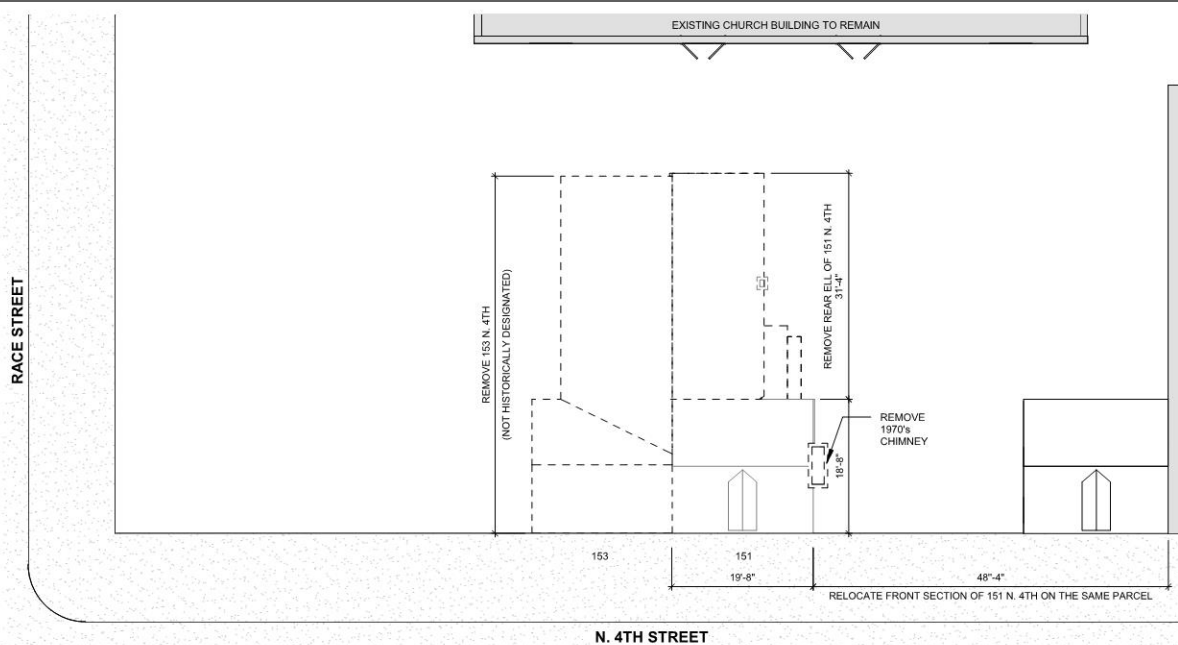 EXISTING CHURCH BUILDING TO REMAIN
RACE STREET
REMOVE 153 N. 4TH
(NOT HISTORICALLY DESIGNATED)
REMOVE REAR ELL OF 151 N. 4TH
31'-4"
REMOVE
1970's
CHIMNEY
18'-8"
153
151
19'-8"
48"-4"
RELOCATE FRONT SECTION OF 151 N. 4TH ON THE SAME PARCEL
N. 4TH STREET